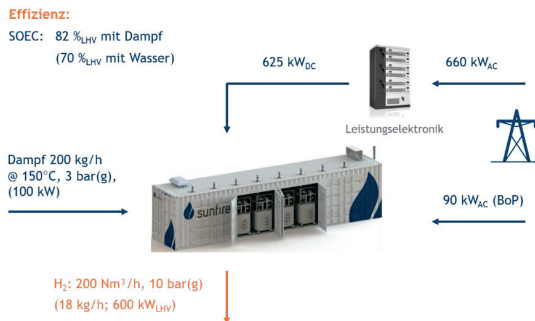 Effizienz:
SOEC: 82 %LHV mit Dampf
(70 %LHV mit Wasser)
625 kWDC
660 kWAC
Leistungselektronik
Dampf 200 kg/h
@ 150°C, 3 bar(g),
(100 kW)
sunfire
90 kWAC (BoP)
H₂: 200 Nm³/h, 10 bar(g)
(18 kg/h; 600 kWLHV)